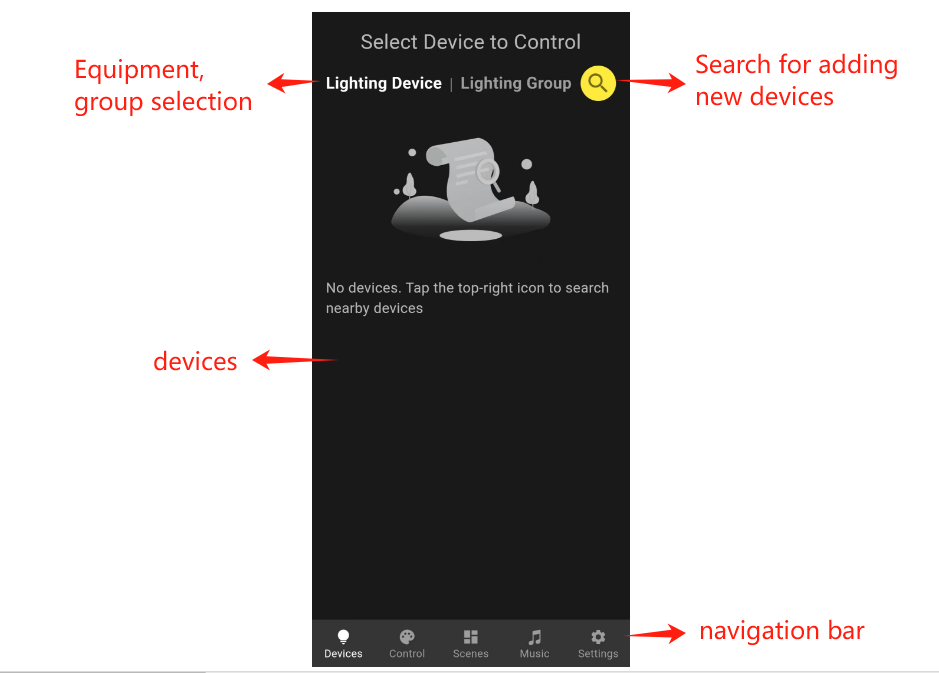 Select Device to Control
Equipment,
group selection
Lighting Device | Lighting Group
Search for adding
new devices
No devices. Tap the top-right icon to search
nearby devices
devices
Devices Control Scenes Music Settings
navigation bar